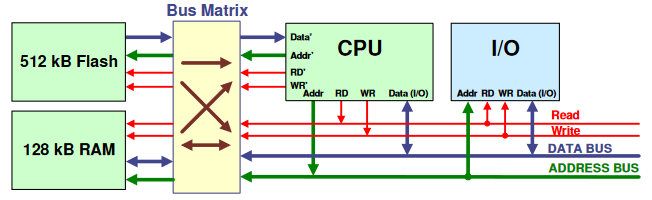 Bus Matrix
512 kB Flash
128 kB RAM
Data'
Addr'
RD'
WR'
CPU
Addr RD WR Data (I/O)
I/O
Addr RD WR Data (I/O)
Read
Write
DATA BUS
ADDRESS BUS